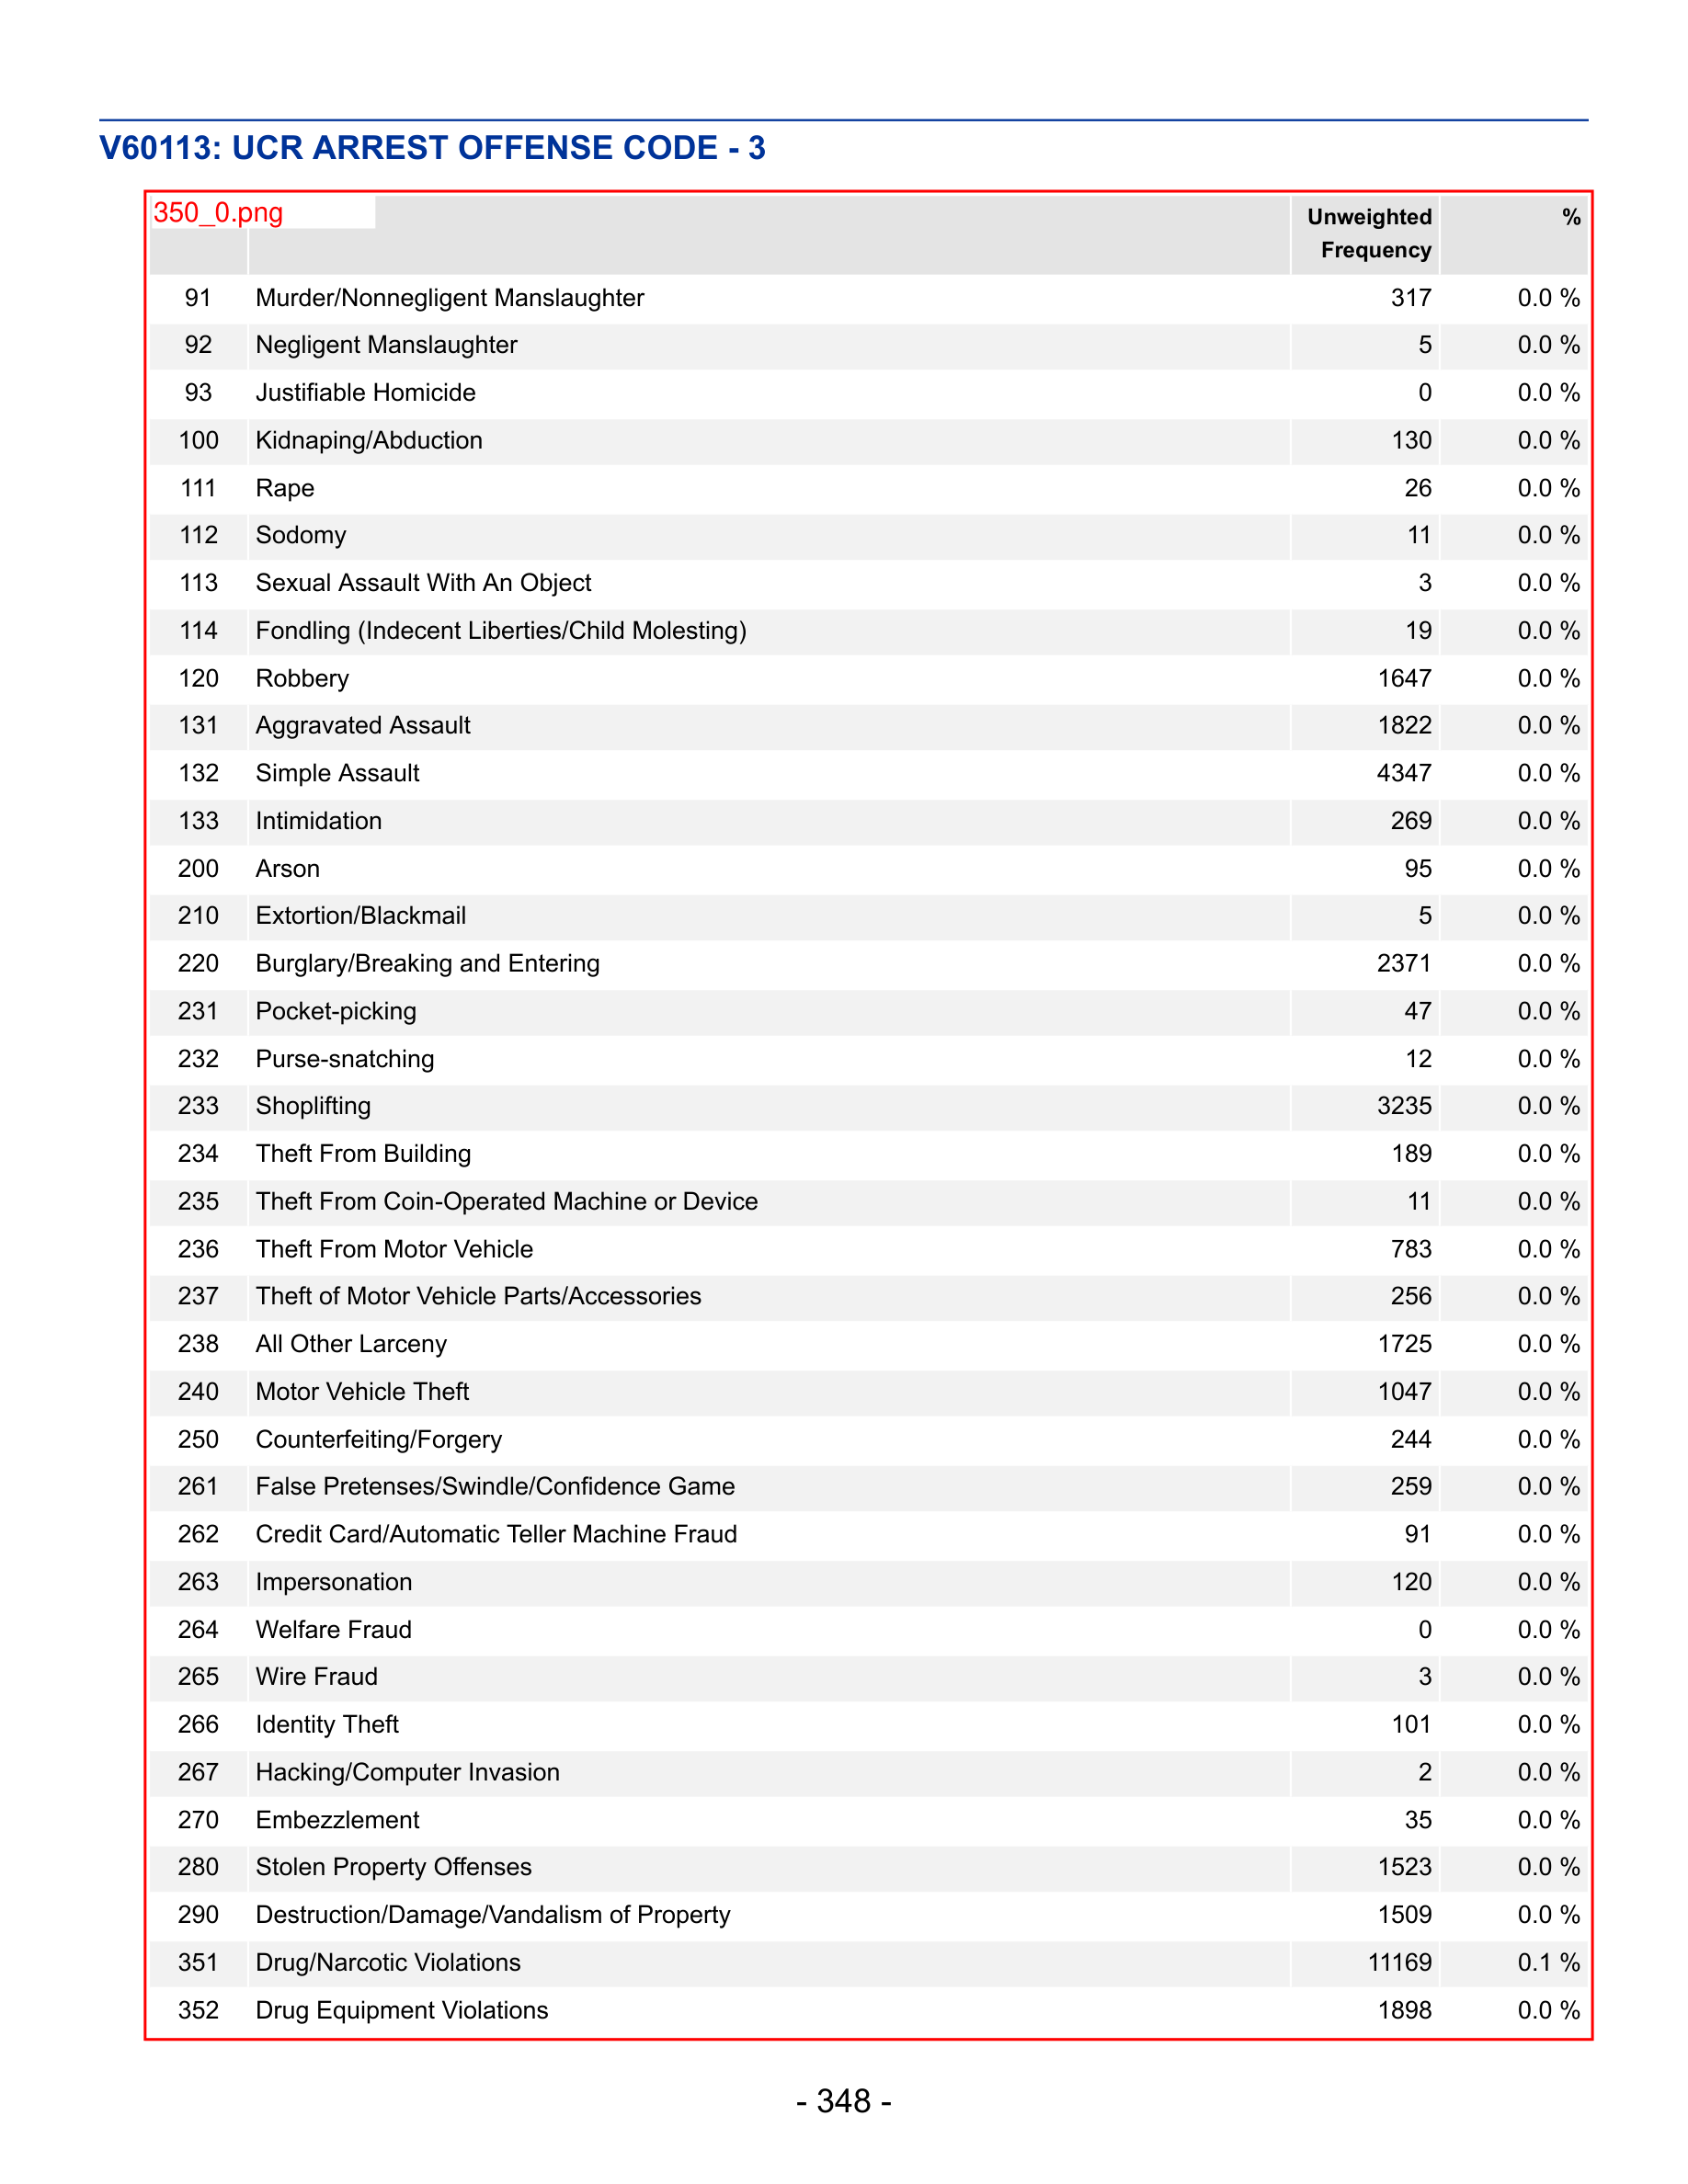 V60113: UCR ARREST OFFENSE CODE - 3
350_0.png
Unweighted Frequency %
91 Murder/Nonnegligent Manslaughter 317 0.0 %
92 Negligent Manslaughter 5 0.0 %
93 Justifiable Homicide 0 0.0 %
100 Kidnaping/Abduction 130 0.0 %
111 Rape 26 0.0 %
112 Sodomy 11 0.0 %
113 Sexual Assault With An Object 3 0.0 %
114 Fondling (Indecent Liberties/Child Molesting) 19 0.0 %
120 Robbery 1647 0.0 %
131 Aggravated Assault 1822 0.0 %
132 Simple Assault 4347 0.0 %
133 Intimidation 269 0.0 %
200 Arson 95 0.0 %
210 Extortion/Blackmail 5 0.0 %
220 Burglary/Breaking and Entering 2371 0.0 %
231 Pocket-picking 47 0.0 %
232 Purse-snatching 12 0.0 %
233 Shoplifting 3235 0.0 %
234 Theft From Building 189 0.0 %
235 Theft From Coin-Operated Machine or Device 11 0.0 %
236 Theft From Motor Vehicle 783 0.0 %
237 Theft of Motor Vehicle Parts/Accessories 256 0.0 %
238 All Other Larceny 1725 0.0 %
240 Motor Vehicle Theft 1047 0.0 %
250 Counterfeiting/Forgery 244 0.0 %
261 False Pretenses/Swindle/Confidence Game 259 0.0 %
262 Credit Card/Automatic Teller Machine Fraud 91 0.0 %
263 Impersonation 120 0.0 %
264 Welfare Fraud 0 0.0 %
265 Wire Fraud 3 0.0 %
266 Identity Theft 101 0.0 %
267 Hacking/Computer Invasion 2 0.0 %
270 Embezzlement 35 0.0 %
280 Stolen Property Offenses 1523 0.0 %
290 Destruction/Damage/Vandalism of Property 1509 0.0 %
351 Drug/Narcotic Violations 11169 0.1 %
352 Drug Equipment Violations 1898 0.0 %
- 348 -